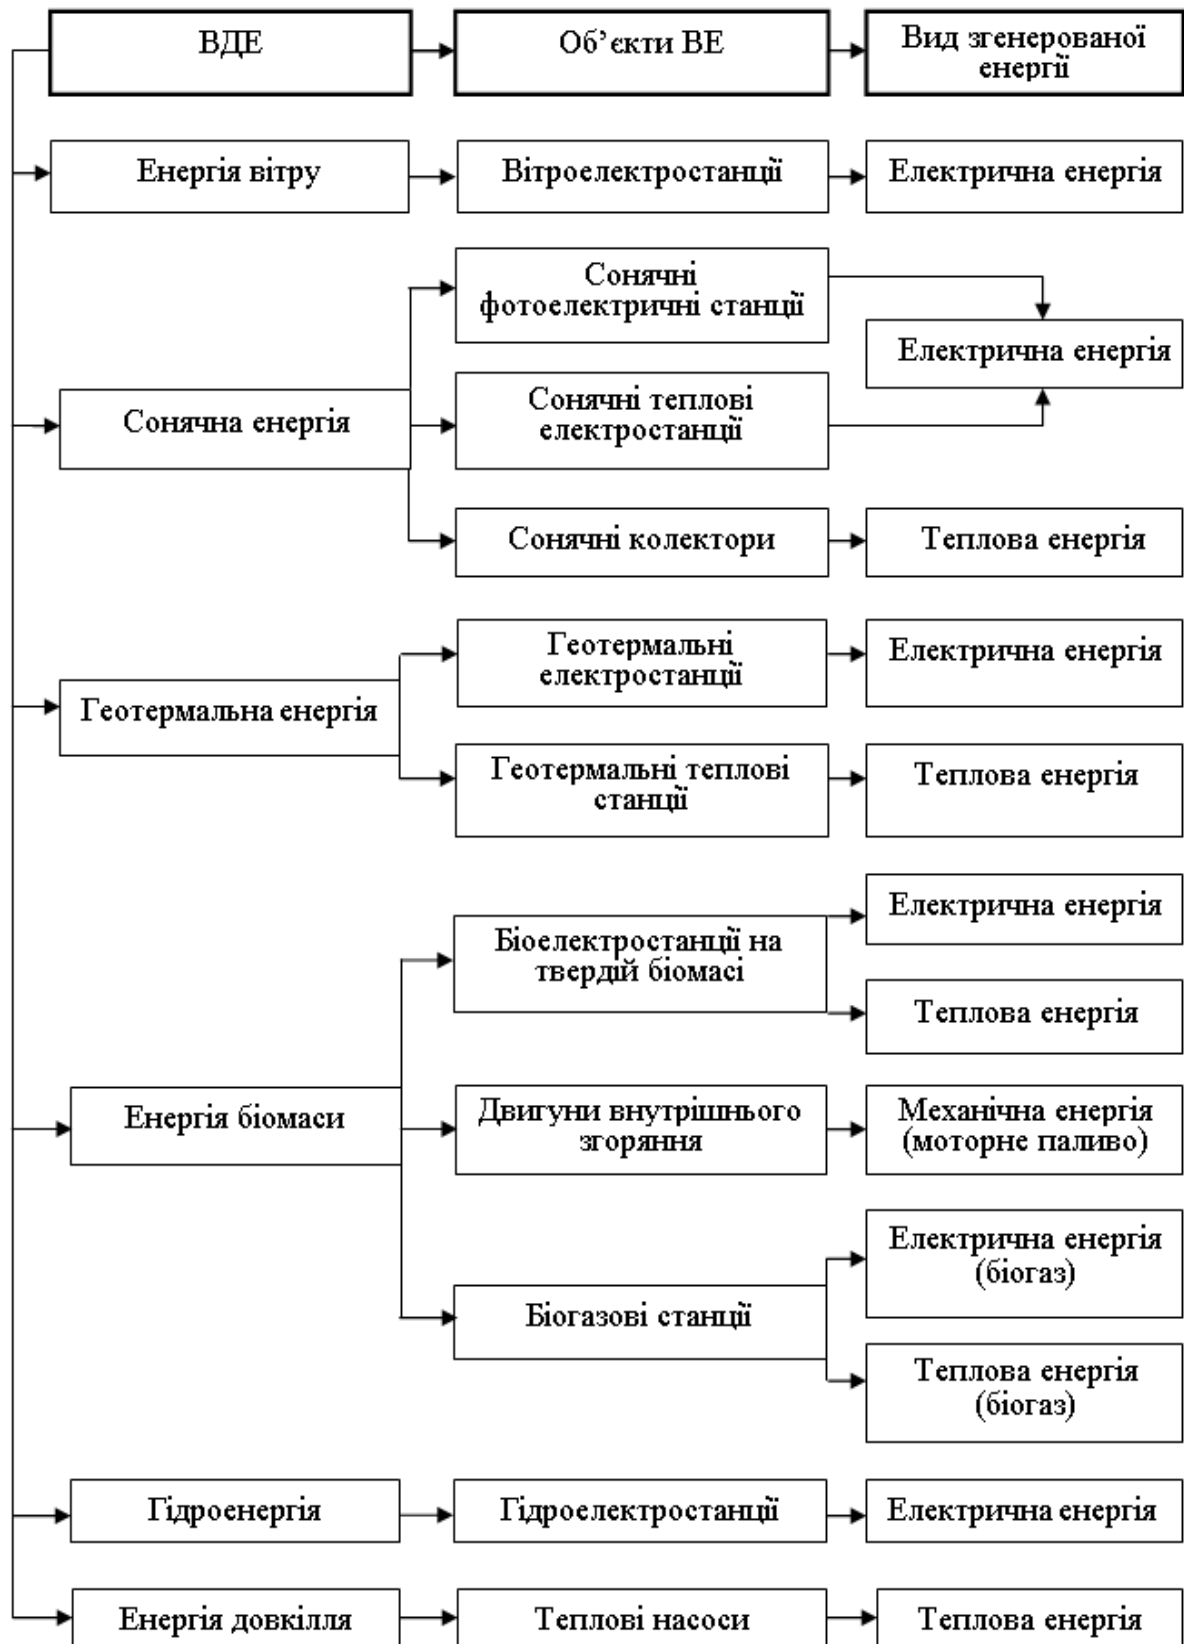 ВДЕ
Об’єкти ВЕ
Вид згенерованої
енергії
Енергія вітру
Вітроелектростанції
Електрична енергія
Сонячна енергія
Сонячні
фотоелектричні станції
Електрична енергія
Сонячні теплові
електростанції
Сонячні колектори
Теплова енергія
Геотермальна енергія
Геотермальні
електростанції
Електрична енергія
Геотермальні теплові
станції
Теплова енергія
Енергія біомаси
Біоелектростанції на
твердій біомасі
Електрична енергія
Теплова енергія
Двигуни внутрішнього
згоряння
Механічна енергія
(моторне паливо)
Біогазові станції
Електрична енергія
(біогаз)
Теплова енергія
(біогаз)
Гідроенергія
Гідроелектростанції
Електрична енергія
Енергія довкілля
Теплові насоси
Теплова енергія